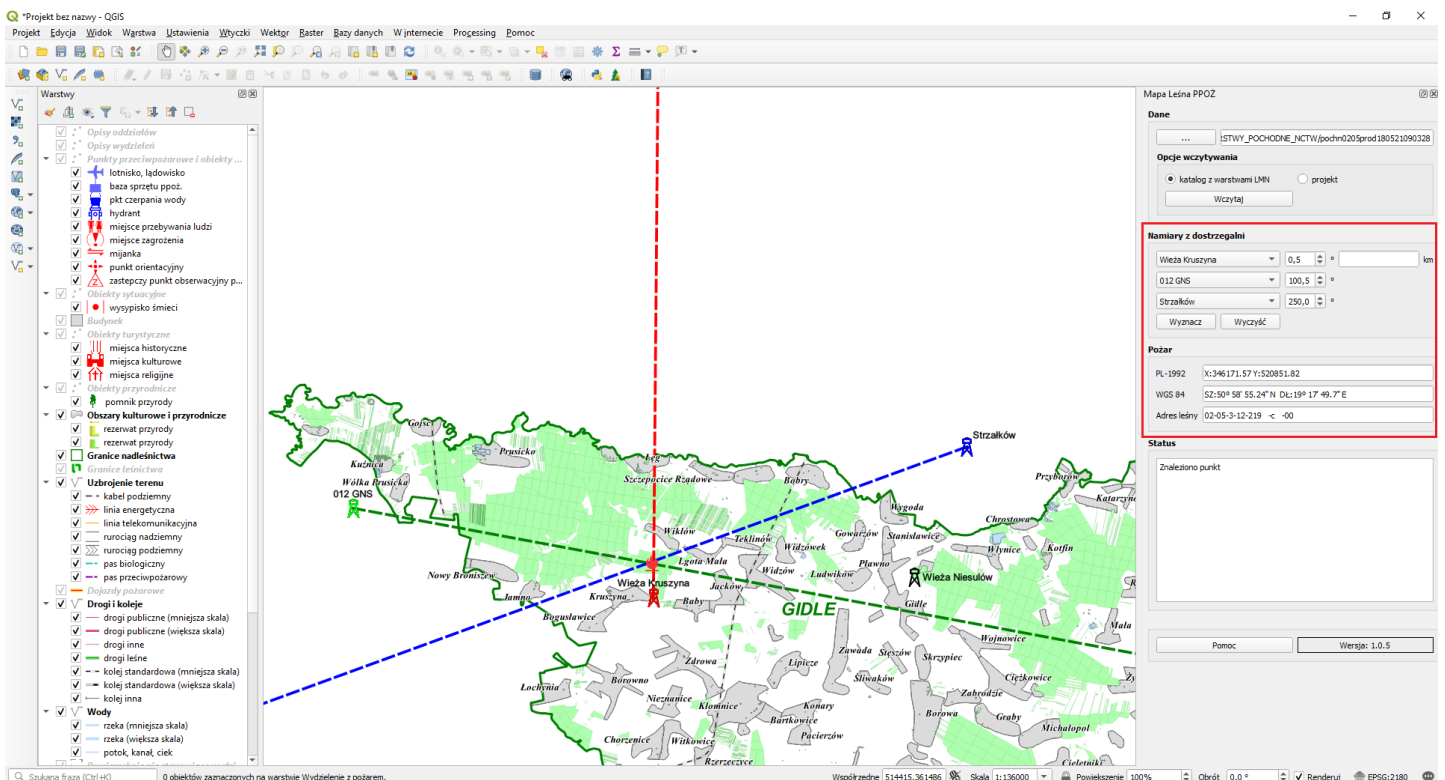 *Projekt bez nazwy - QGIS
Projekt Edycja Widok Warstwa Ustawienia Wtyczki Wektor Raster Bazy danych W internecie Processing Pomoc
Warstwy
Opisy oddziałów
Opisy wydzieleń
Punkty przeciwpożarowe i obiekty ...
lotnisko, lądowisko
baza sprzętu ppoż.
pkt czerpania wody
hydrant
miejsce przebywania ludzi
miejsce zagrożenia
mijanka
punkt orientacyjny
zastępczy punkt obserwacyjny p...
Obiekty sytuacyjne
wysypisko śmieci
Budynek
Obiekty turystyczne
miejsca historyczne
miejsca kulturowe
miejsca religijne
Obiekty przyrodnicze
pomnik przyrody
Obszary kulturowe i przyrodnicze
rezerwat przyrody
rezerwat przyrody
Granice nadleśnictwa
Granice leśnictwa
Uzbrojenie terenu
kabel podziemny
linia energetyczna
linia telekomunikacyjna
rurociąg nadziemny
rurociąg podziemny
pas biologiczny
pas przeciwpożarowy
Dojazdy pożarowe
Drogi i koleje
drogi publiczne (mniejsza skala)
drogi publiczne (większa skala)
drogi inne
drogi leśne
kolej standardowa (mniejsza skala)
kolej standardowa (większa skala)
kolej inna
Wody
rzeka (mniejsza skala)
rzeka (większa skala)
potok, kanał, ciek
Gojść
Prusicko
Kuźnica
Łęg
Strzałków
Wólka Prusicka
Szczepocice Rządowe
Bobry
Przyborów
012 GNS
Katarzyn
Wygoda
Chrostowa
Wiklów
Teklinów
Gowarzów
Stanisławice
Widzówek
Włynice
Kotfin
Lgota Mała
Widzów
Ludwików
Pławno
Nowy Broniszew
Wieża Kruszyna
Jacków
Wieża Niesulów
Jamno
Kruszyna
Baby
GIDLE
Gidle
Bogusławice
Mała
Wojnowice
Zdrowa
Lipicze
Zawada
Stęszów
Skrzypiec
Śliwaków
Ciężkowice
Łochynia
Borowno
Nieznanice
Kłomnice
Konary
Zabrodzie
Bartkowice
Borowa
Graby
Michałopol
Chorzenice
Witkowice
Pacierzów
Rzerzęczyce
Cielętniki
Mapa Leśna PPOŻ
Dane
...
:STWY_POCHODNE_NCTW/pochn0205prod180521090328
Opcje wczytywania
katalog z warstwami LMN projekt
Wczytaj
Namiary z dostrzegalni
Wieża Kruszyna 0,5 ° km
012 GNS 100,5 °
Strzałków 250,0 °
Wyznacz Wyczyść
Pożar
PL-1992 X:346171.57 Y:520851.82
WGS 84 SZ:50º 58' 55.24" N DŁ:19º 17' 49.7" E
Adres leśny 02-05-3-12-219 -c -00
Status
Znaleziono punkt
Pomoc Wersja: 1.0.5
Szukana fraza (Ctrl+K) 0 obiektów zaznaczonych na warstwie Wydzielenie z pożarem. Współrzędne 514415.361486 Skala 1:136000 Powiększenie 100% Obrót 0,0 ° Renderuj EPSG:2180